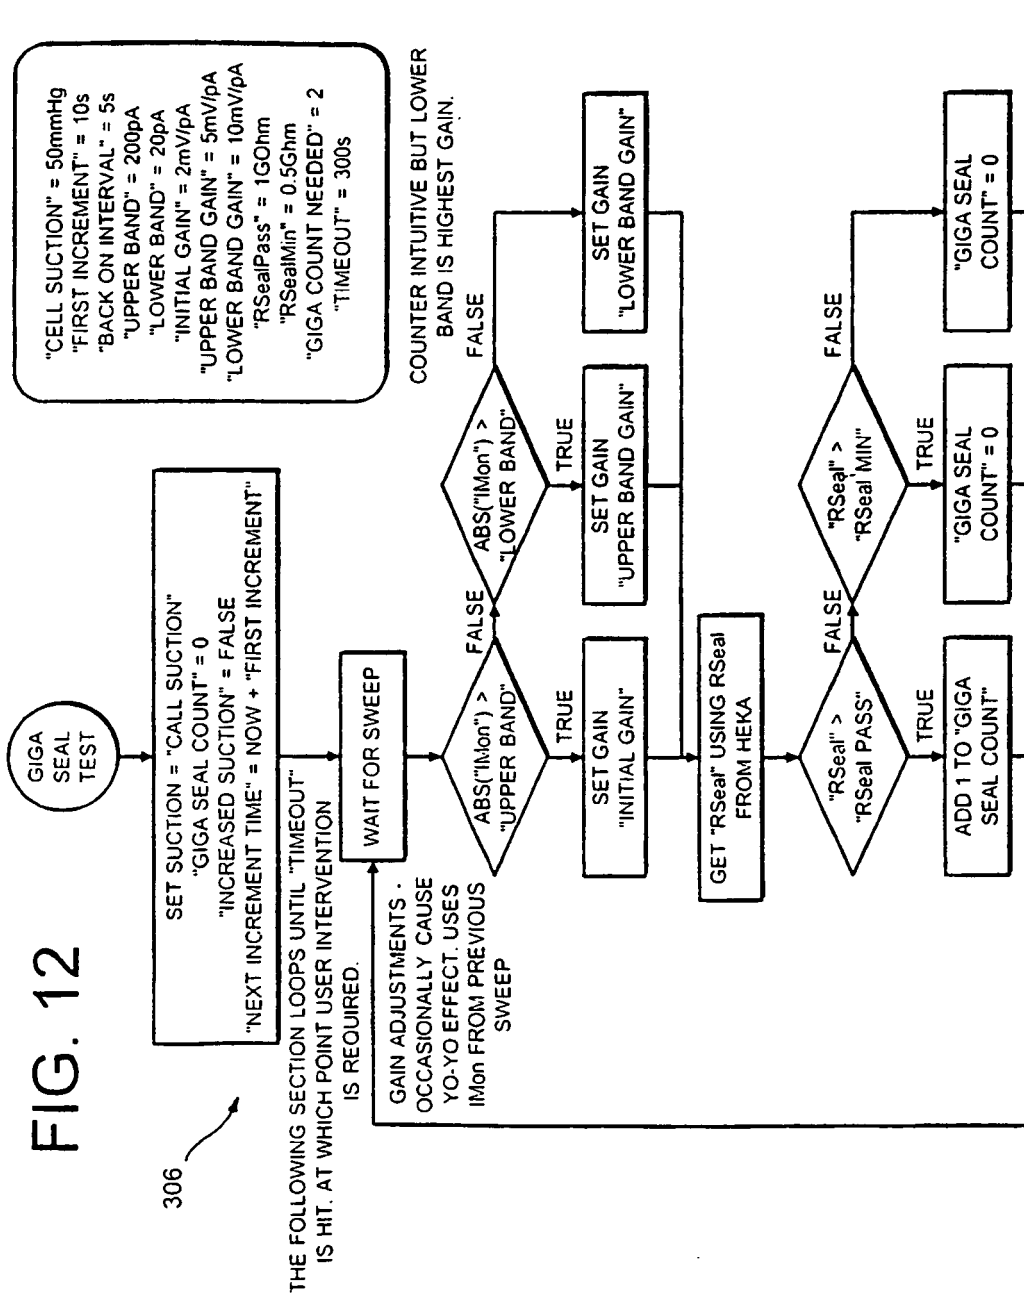 FIG. 12
306
GIGA
SEAL
TEST
"CELL SUCTION" = 50mmHg
"FIRST INCREMENT" = 10s
"BACK ON INTERVAL" = 5s
"UPPER BAND" = 200pA
"LOWER BAND" = 20pA
"INITIAL GAIN" = 2mV/pA
"UPPER BAND GAIN" = 5mV/pA
"LOWER BAND GAIN" = 10mV/pA
"RSealPass" = 1GOhm
"RSealMin" = 0.5Ghm
"GIGA COUNT NEEDED" = 2
"TIMEOUT" = 300s
SET SUCTION = "CALL SUCTION"
"GIGA SEAL COUNT" = 0
"INCREASED SUCTION" = FALSE
"NEXT INCREMENT TIME" = NOW + "FIRST INCREMENT"
THE FOLLOWING SECTION LOOPS UNTIL "TIMEOUT"
IS HIT. AT WHICH POINT USER INTERVENTION
IS REQUIRED.
WAIT FOR SWEEP
GAIN ADJUSTMENTS -
OCCASIONALLY CAUSE
YO-YO EFFECT. USES
IMon FROM PREVIOUS
SWEEP
COUNTER INTUITIVE BUT LOWER
BAND IS HIGHEST GAIN.
ABS("IMon") >
"UPPER BAND"
FALSE
TRUE
ABS("IMon") >
"LOWER BAND"
FALSE
TRUE
SET GAIN
"INITIAL GAIN"
SET GAIN
"UPPER BAND GAIN"
SET GAIN
"LOWER BAND GAIN"
GET "RSeal" USING RSeal
FROM HEKA
"RSeal" >
"RSeal PASS"
FALSE
TRUE
"RSeal" >
"RSeal MIN"
FALSE
TRUE
ADD 1 TO "GIGA
SEAL COUNT"
"GIGA SEAL
COUNT" = 0
"GIGA SEAL
COUNT" = 0